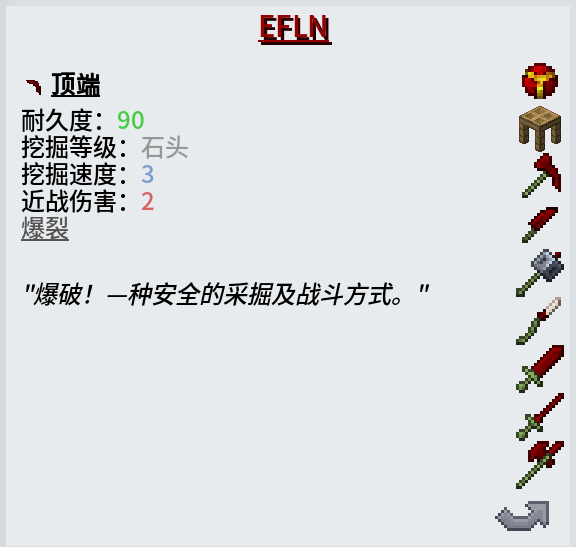 EFLN
顶端
耐久度：90
挖掘等级：石头
挖掘速度：3
近战伤害：2
爆裂
"爆破！一种安全的采掘及战斗方式。"